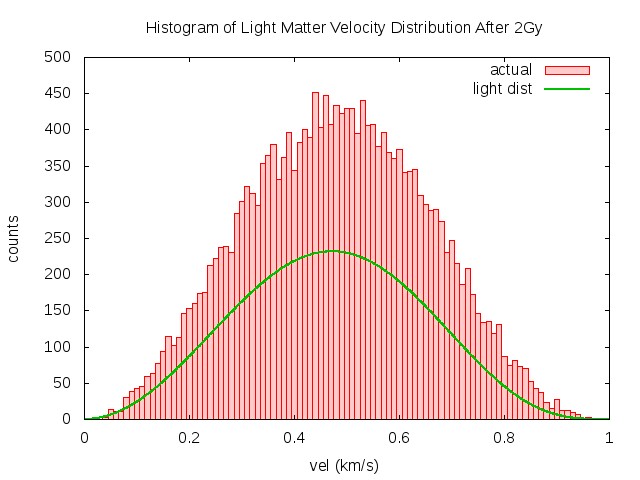 Histogram of Light Matter Velocity Distribution After 2Gy
500
450
400
350
300
250
200
150
100
50
0
counts
actual
light dist
0 0.2 0.4 0.6 0.8 1
vel (km/s)